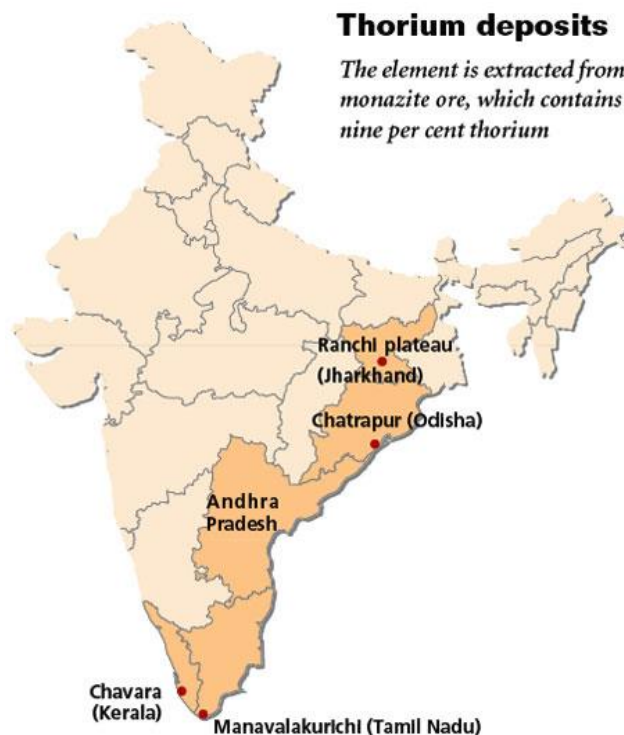 Thorium deposits
The element is extracted from
monazite ore, which contains
nine per cent thorium
Ranchi plateau
(Jharkhand)
Chatrapur (Odisha)
Andhra
Pradesh
Chavara
(Kerala)
Manavalakurichi (Tamil Nadu)